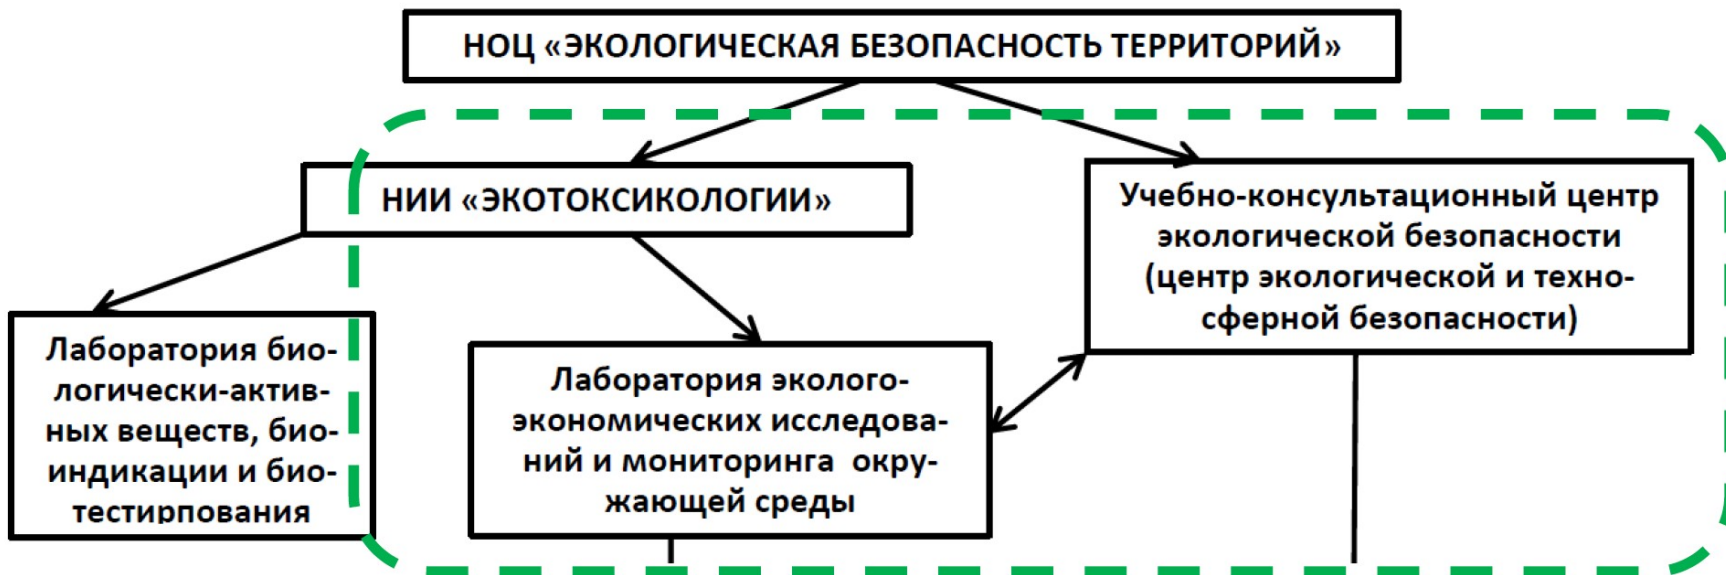 НОЦ «ЭКОЛОГИЧЕСКАЯ БЕЗОПАСНОСТЬ ТЕРРИТОРИЙ»
НИИ «ЭКОТОКСИКОЛОГИИ»
Учебно-консультационный центр
экологической безопасности
(центр экологической и техно-
сферной безопасности)
Лаборатория био-
логически-актив-
ных веществ, био-
индикации и био-
тестирпования
Лаборатория эколого-
экономических исследова-
ний и мониторинга окру-
жающей среды